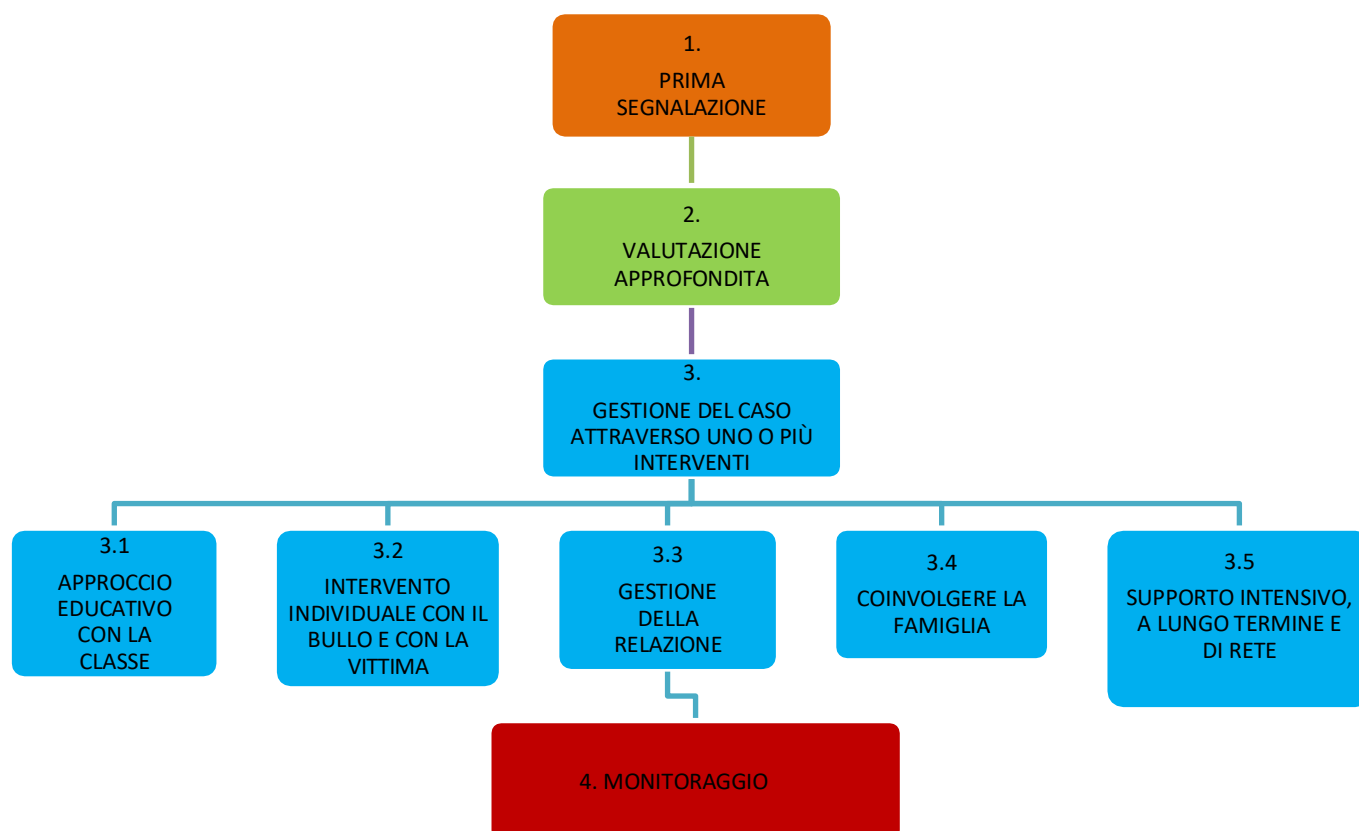 1.
PRIMA
SEGNALAZIONE
2.
VALUTAZIONE
APPROFONDITA
3.
GESTIONE DEL CASO
ATTRAVERSO UNO O PIÙ
INTERVENTI
3.1
APPROCCIO
EDUCATIVO
CON LA
CLASSE
3.2
INTERVENTO
INDIVIDUALE CON IL
BULLO E CON LA
VITTIMA
3.3
GESTIONE
DELLA
RELAZIONE
3.4
COINVOLGERE LA
FAMIGLIA
3.5
SUPPORTO INTENSIVO,
A LUNGO TERMINE E
DI RETE
4. MONITORAGGIO